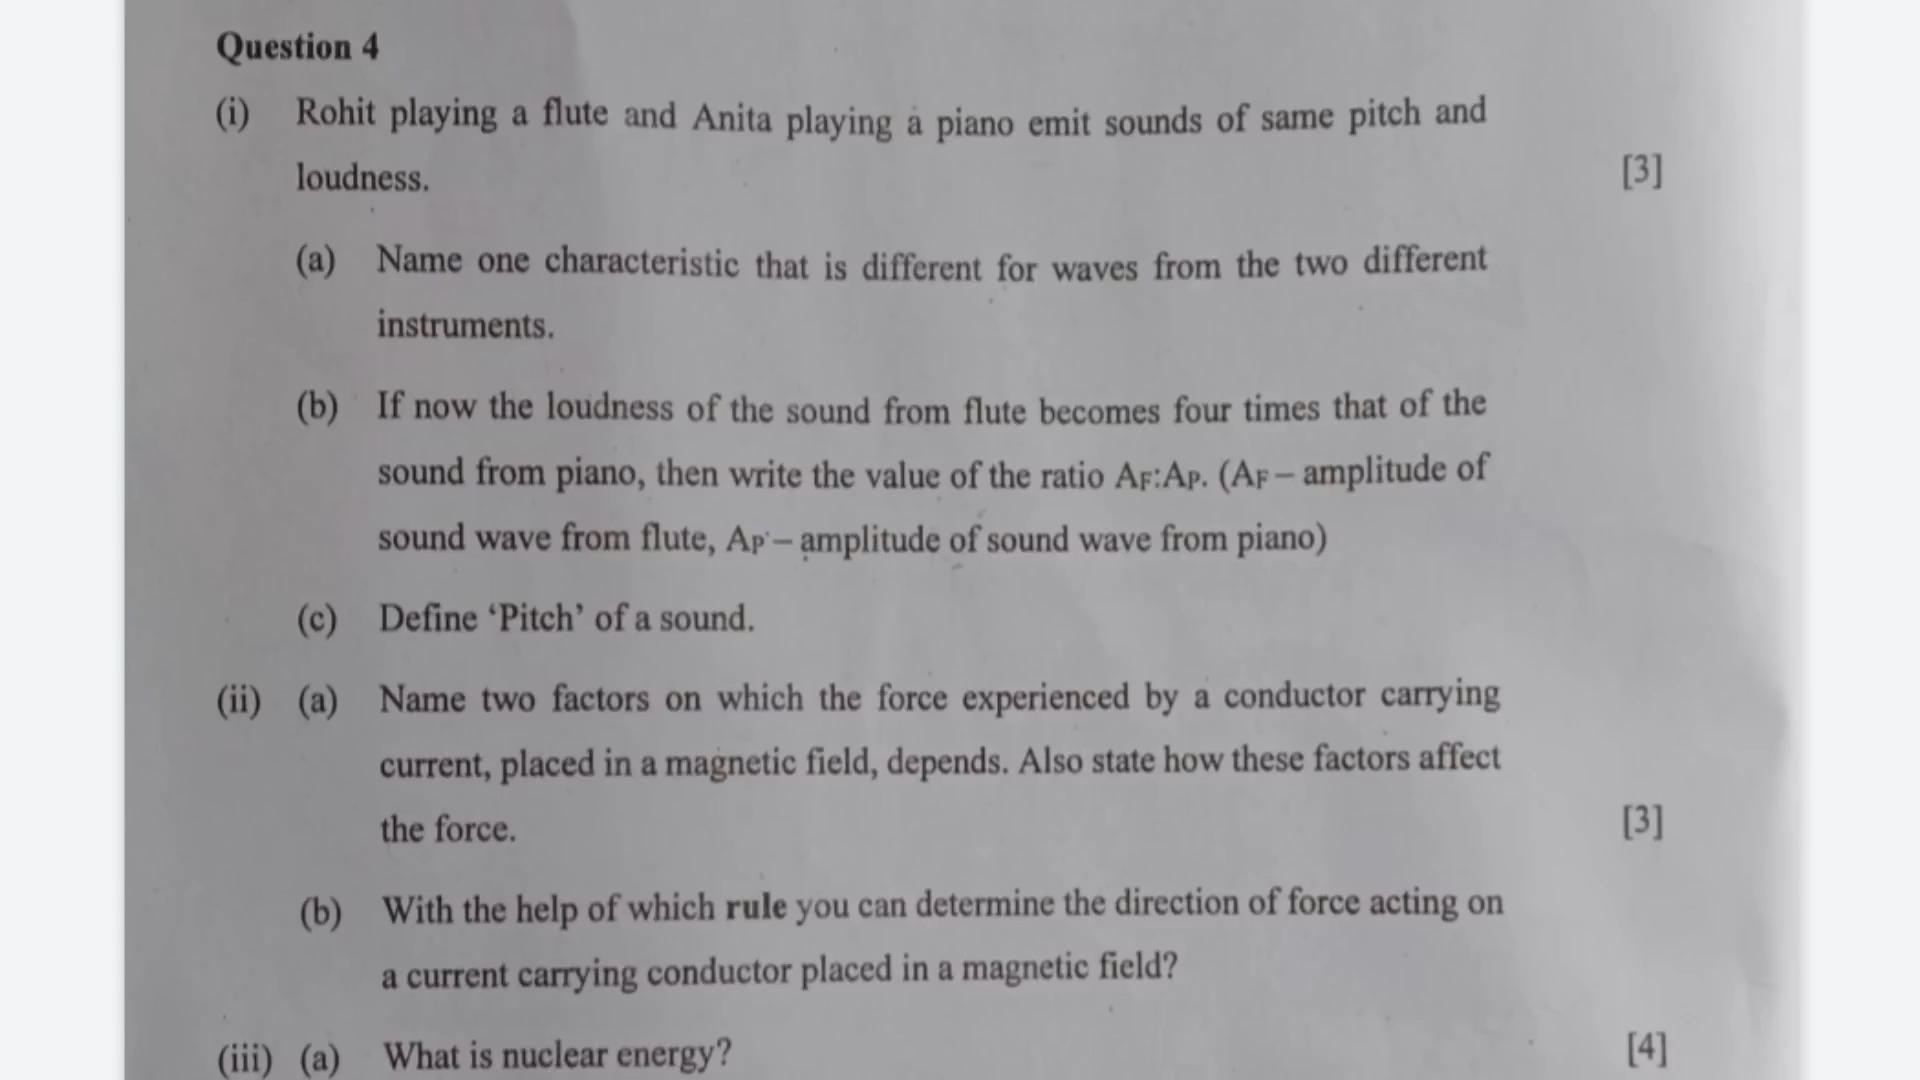 Question 4
(i) Rohit playing a flute and Anita playing a piano emit sounds of same pitch and
loudness. [3]
(a) Name one characteristic that is different for waves from the two different
instruments.
(b) If now the loudness of the sound from flute becomes four times that of the
sound from piano, then write the value of the ratio AF:AP. (AF – amplitude of
sound wave from flute, AP – amplitude of sound wave from piano)
(c) Define ‘Pitch’ of a sound.
(ii) (a) Name two factors on which the force experienced by a conductor carrying
current, placed in a magnetic field, depends. Also state how these factors affect
the force. [3]
(b) With the help of which rule you can determine the direction of force acting on
a current carrying conductor placed in a magnetic field?
(iii) (a) What is nuclear energy? [4]